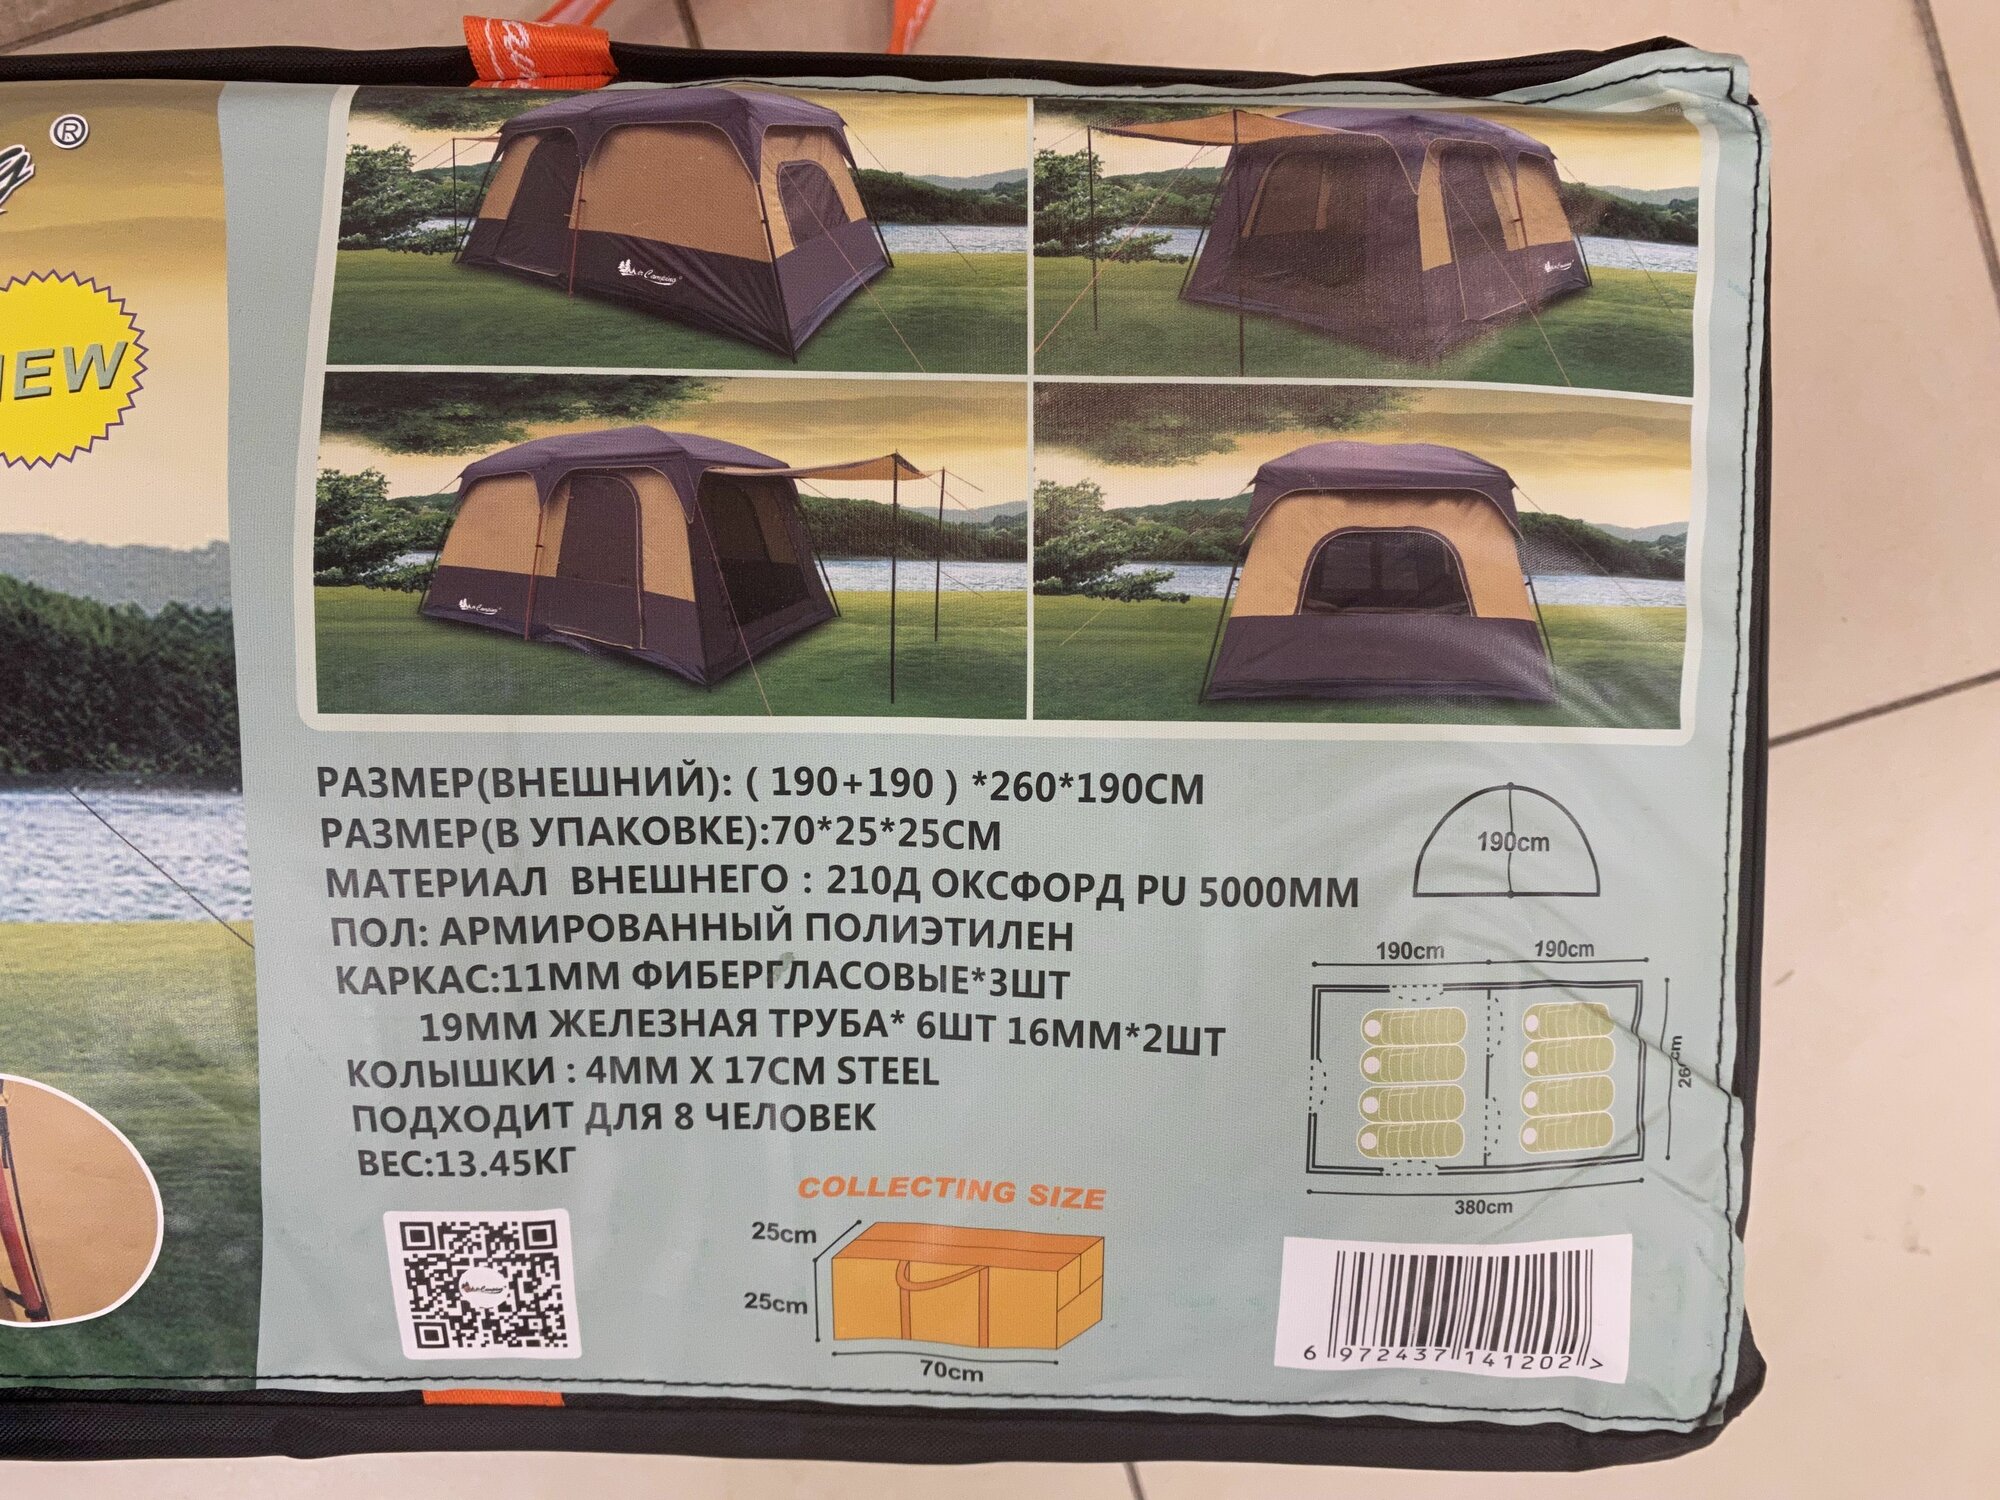 ®
NEW
РАЗМЕР(ВНЕШНИЙ): ( 190+190 ) *260*190СМ
РАЗМЕР(В УПАКОВКЕ):70*25*25СМ
МАТЕРИАЛ ВНЕШНЕГО : 210Д ОКСФОРД PU 5000ММ
ПОЛ: АРМИРОВАННЫЙ ПОЛИЭТИЛЕН
КАРКАС:11ММ ФИБЕРГЛАСОВЫЕ*3ШТ
19ММ ЖЕЛЕЗНАЯ ТРУБА* 6ШТ 16ММ*2ШТ
КОЛЫШКИ : 4ММ X 17СМ STEEL
ПОДХОДИТ ДЛЯ 8 ЧЕЛОВЕК
ВЕС:13.45КГ
190cm
190cm 190cm
260cm
380cm
COLLECTING SIZE
25cm
25cm
70cm
6 972437 141202 >